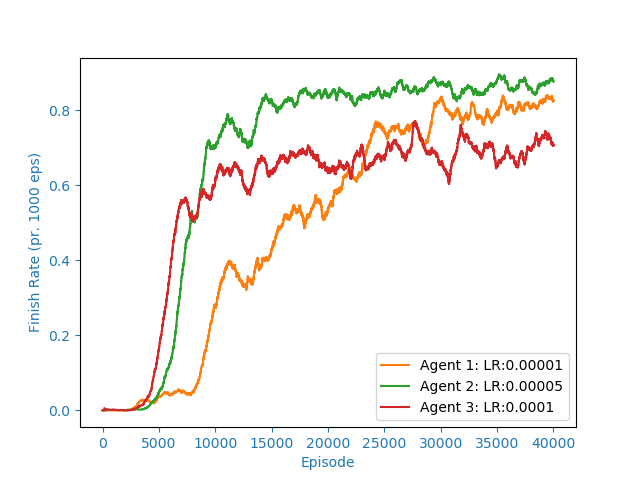 0.8
0.6
0.4
0.2
0.0
Finish Rate (pr. 1000 eps)
Agent 1: LR:0.00001
Agent 2: LR:0.00005
Agent 3: LR:0.0001
0 5000 10000 15000 20000 25000 30000 35000 40000
Episode